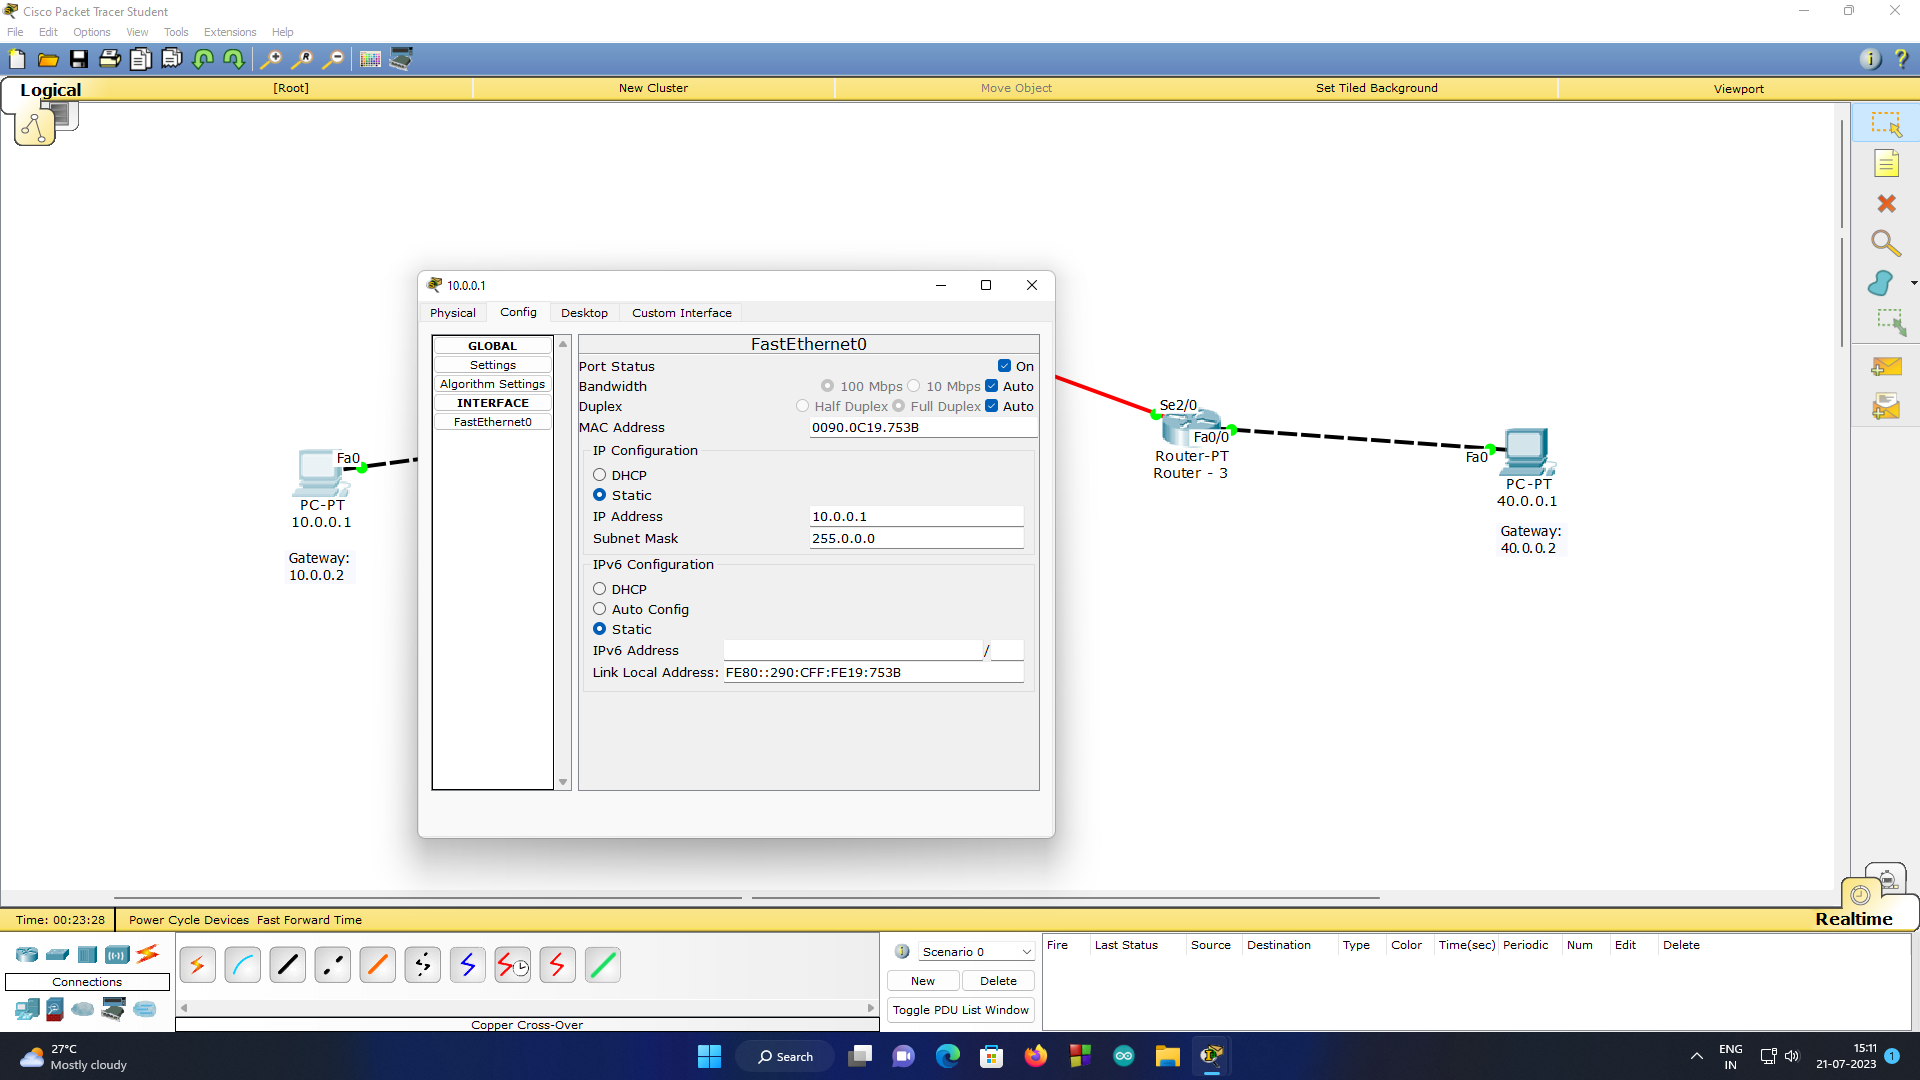 Cisco Packet Tracer Student
File Edit Options View Tools Extensions Help
Logical [Root] New Cluster Move Object Set Tiled Background Viewport
10.0.0.1
Physical Config Desktop Custom Interface
GLOBAL
Settings
Algorithm Settings
INTERFACE
FastEthernet0
FastEthernet0
Port Status On
Bandwidth 100 Mbps 10 Mbps Auto
Duplex Half Duplex Full Duplex Auto
MAC Address 0090.0C19.753B
IP Configuration
DHCP
Static
IP Address 10.0.0.1
Subnet Mask 255.0.0.0
IPv6 Configuration
DHCP
Auto Config
Static
IPv6 Address /
Link Local Address: FE80::290:CFF:FE19:753B
Fa0
PC-PT
10.0.0.1
Gateway:
10.0.0.2
Se2/0
Fa0/0
Router-PT
Router - 3
Fa0
PC-PT
40.0.0.1
Gateway:
40.0.0.2
Realtime
Time: 00:23:28 Power Cycle Devices Fast Forward Time
Connections
Copper Cross-Over
Scenario 0
New Delete
Toggle PDU List Window
Fire Last Status Source Destination Type Color Time(sec) Periodic Num Edit Delete
27°C
Mostly cloudy
Search
ENG
IN
15:11
21-07-2023
1